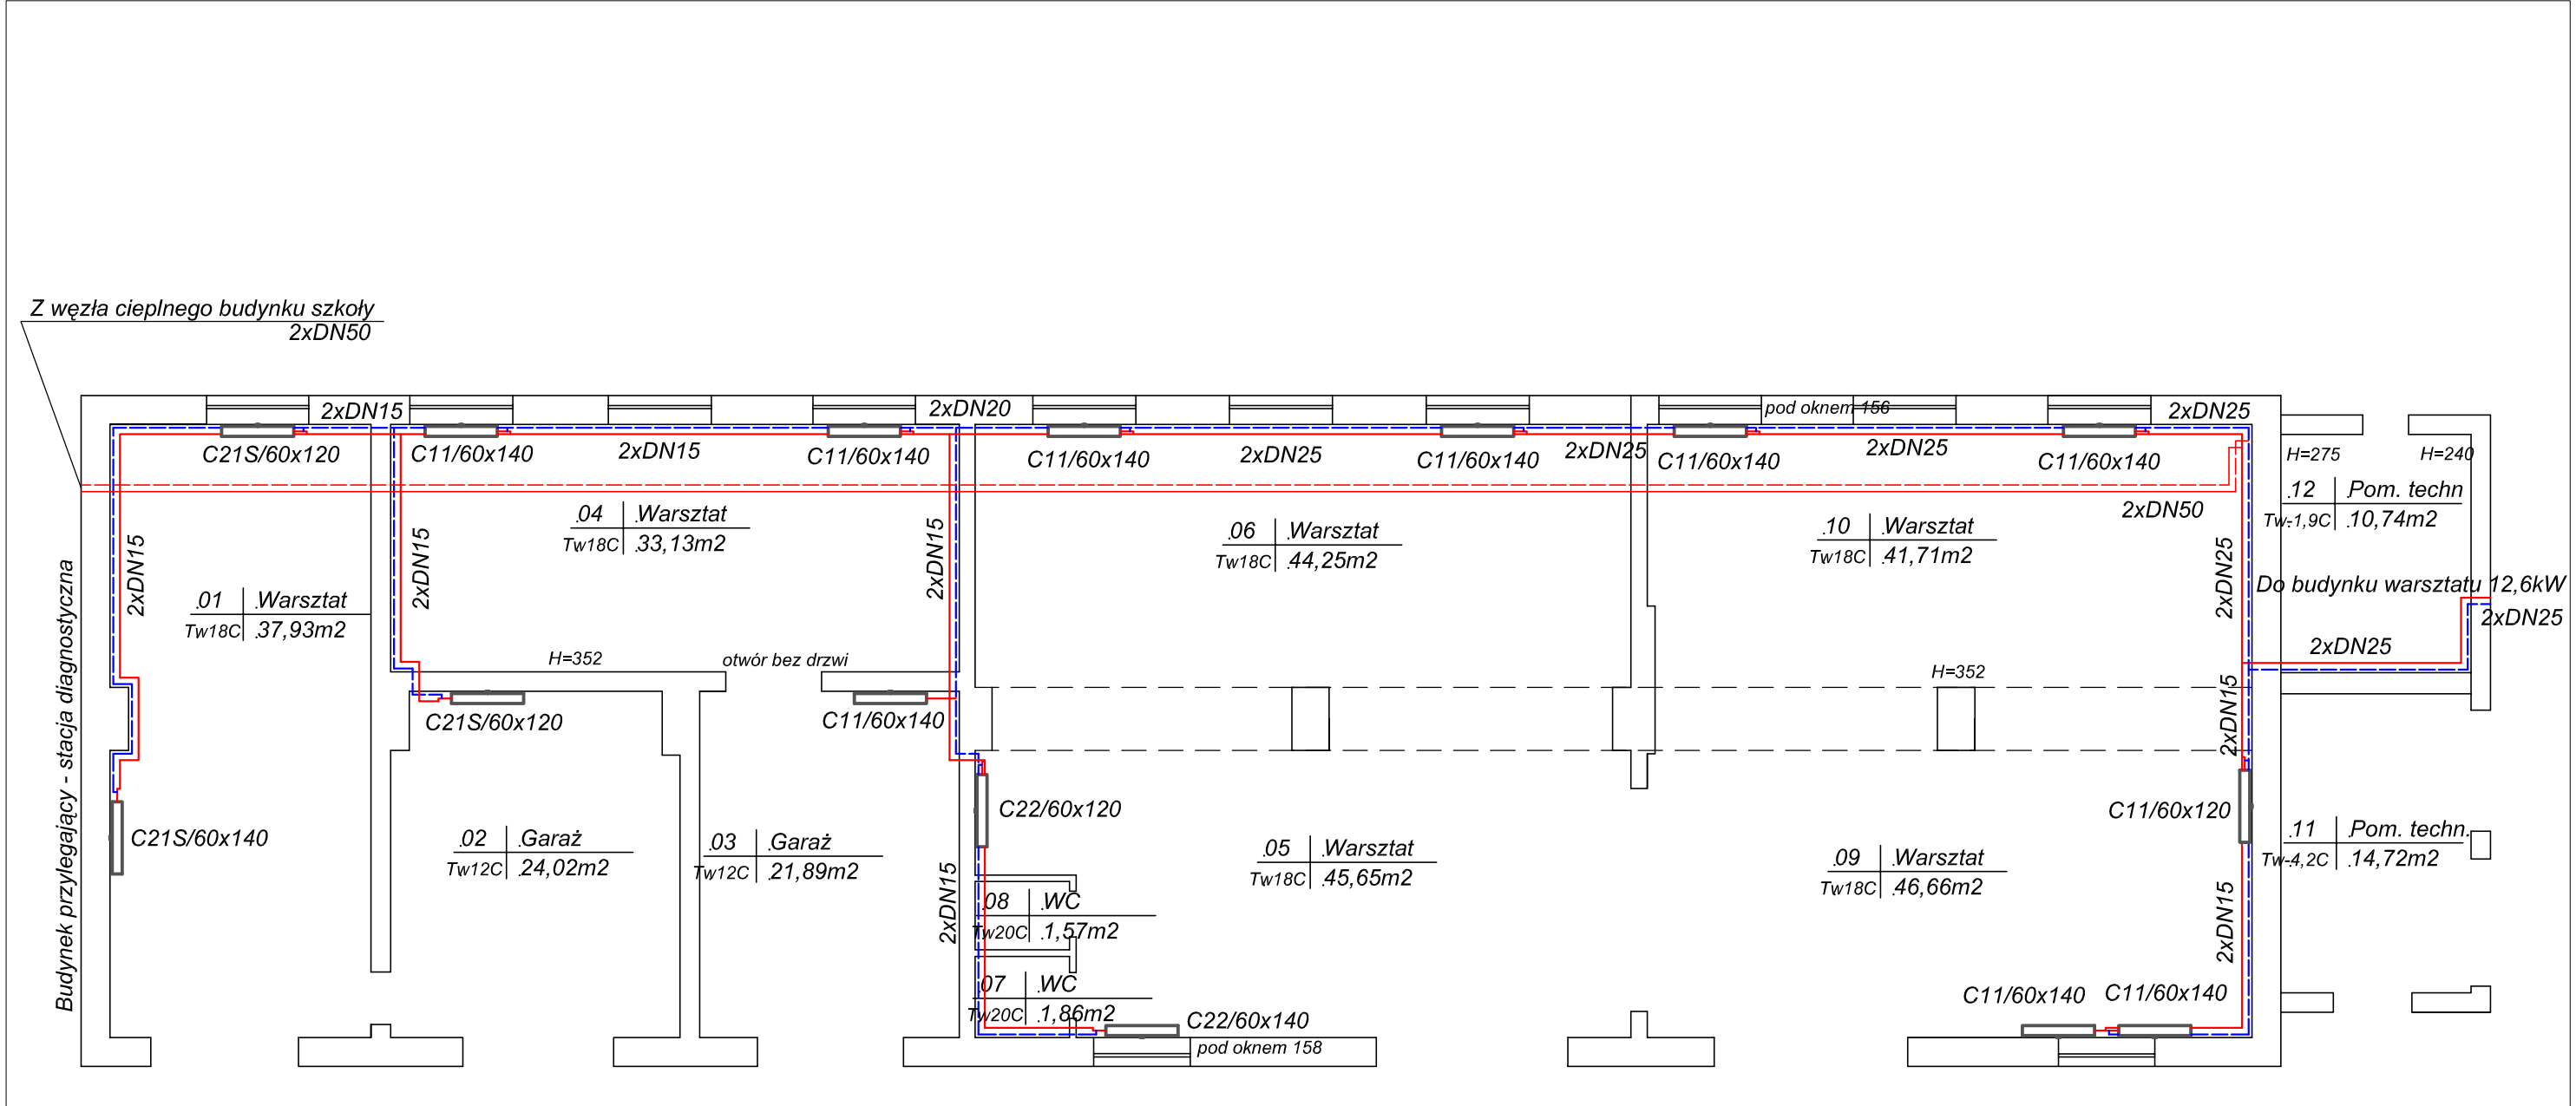 Z węzła cieplnego budynku szkoły
2xDN50
2xDN15
2xDN20
pod oknem 156
2xDN25
C21S/60x120
C11/60x140
2xDN15
C11/60x140
C11/60x140
2xDN25
C11/60x140
2xDN25
C11/60x140
2xDN25
C11/60x140
H=275
H=240
.12 .Pom. techn
Tw-1,9C .10,74m2
2xDN50
.04 .Warsztat
Tw18C .33,13m2
.06 .Warsztat
Tw18C .44,25m2
.10 .Warsztat
Tw18C .41,71m2
2xDN15
2xDN15
2xDN15
2xDN25
Do budynku warsztatu 12,6kW
2xDN25
2xDN25
.01 .Warsztat
Tw18C .37,93m2
H=352
otwór bez drzwi
H=352
2xDN15
C21S/60x120
C11/60x140
Budynek przylegający - stacja diagnostyczna
C21S/60x140
C22/60x120
C11/60x120
.02 .Garaż
Tw12C .24,02m2
.03 .Garaż
Tw12C .21,89m2
.05 .Warsztat
Tw18C .45,65m2
.09 .Warsztat
Tw18C .46,66m2
.11 .Pom. techn.
Tw-4,2C .14,72m2
2xDN15
.08 .WC
Tw20C .1,57m2
2xDN15
.07 .WC
Tw20C .1,86m2
C22/60x140
pod oknem 158
C11/60x140
C11/60x140